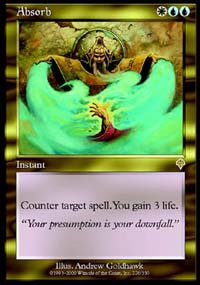 Absorb
Instant
Counter target spell.You gain 3 life.
"Your presumption is your downfall."
Illus. Andrew Goldhawk